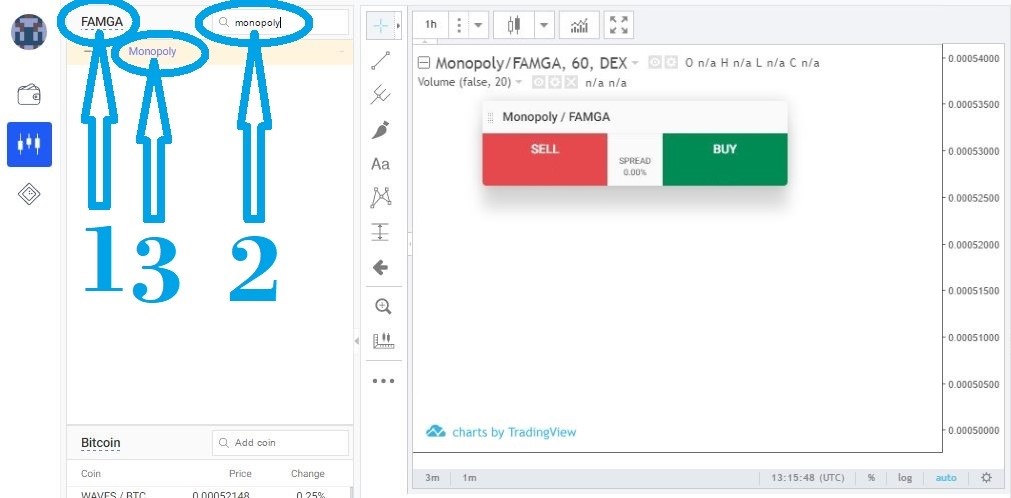 FAMGA
monopoly
Monopoly
1
3
2
Bitcoin
Add coin
Coin Price Change
WAVES / BTC 0.00052148 0.25%
Aa
1h
Monopoly/FAMGA, 60, DEX O n/a H n/a L n/a C n/a
Volume (false, 20) n/a n/a
Monopoly / FAMGA
SELL
SPREAD
0.00%
BUY
0.00054000
0.00053500
0.00053000
0.00052500
0.00052000
0.00051500
0.00051000
0.00050500
0.00050000
charts by TradingView
3m 1m 13:15:48 (UTC) % log auto